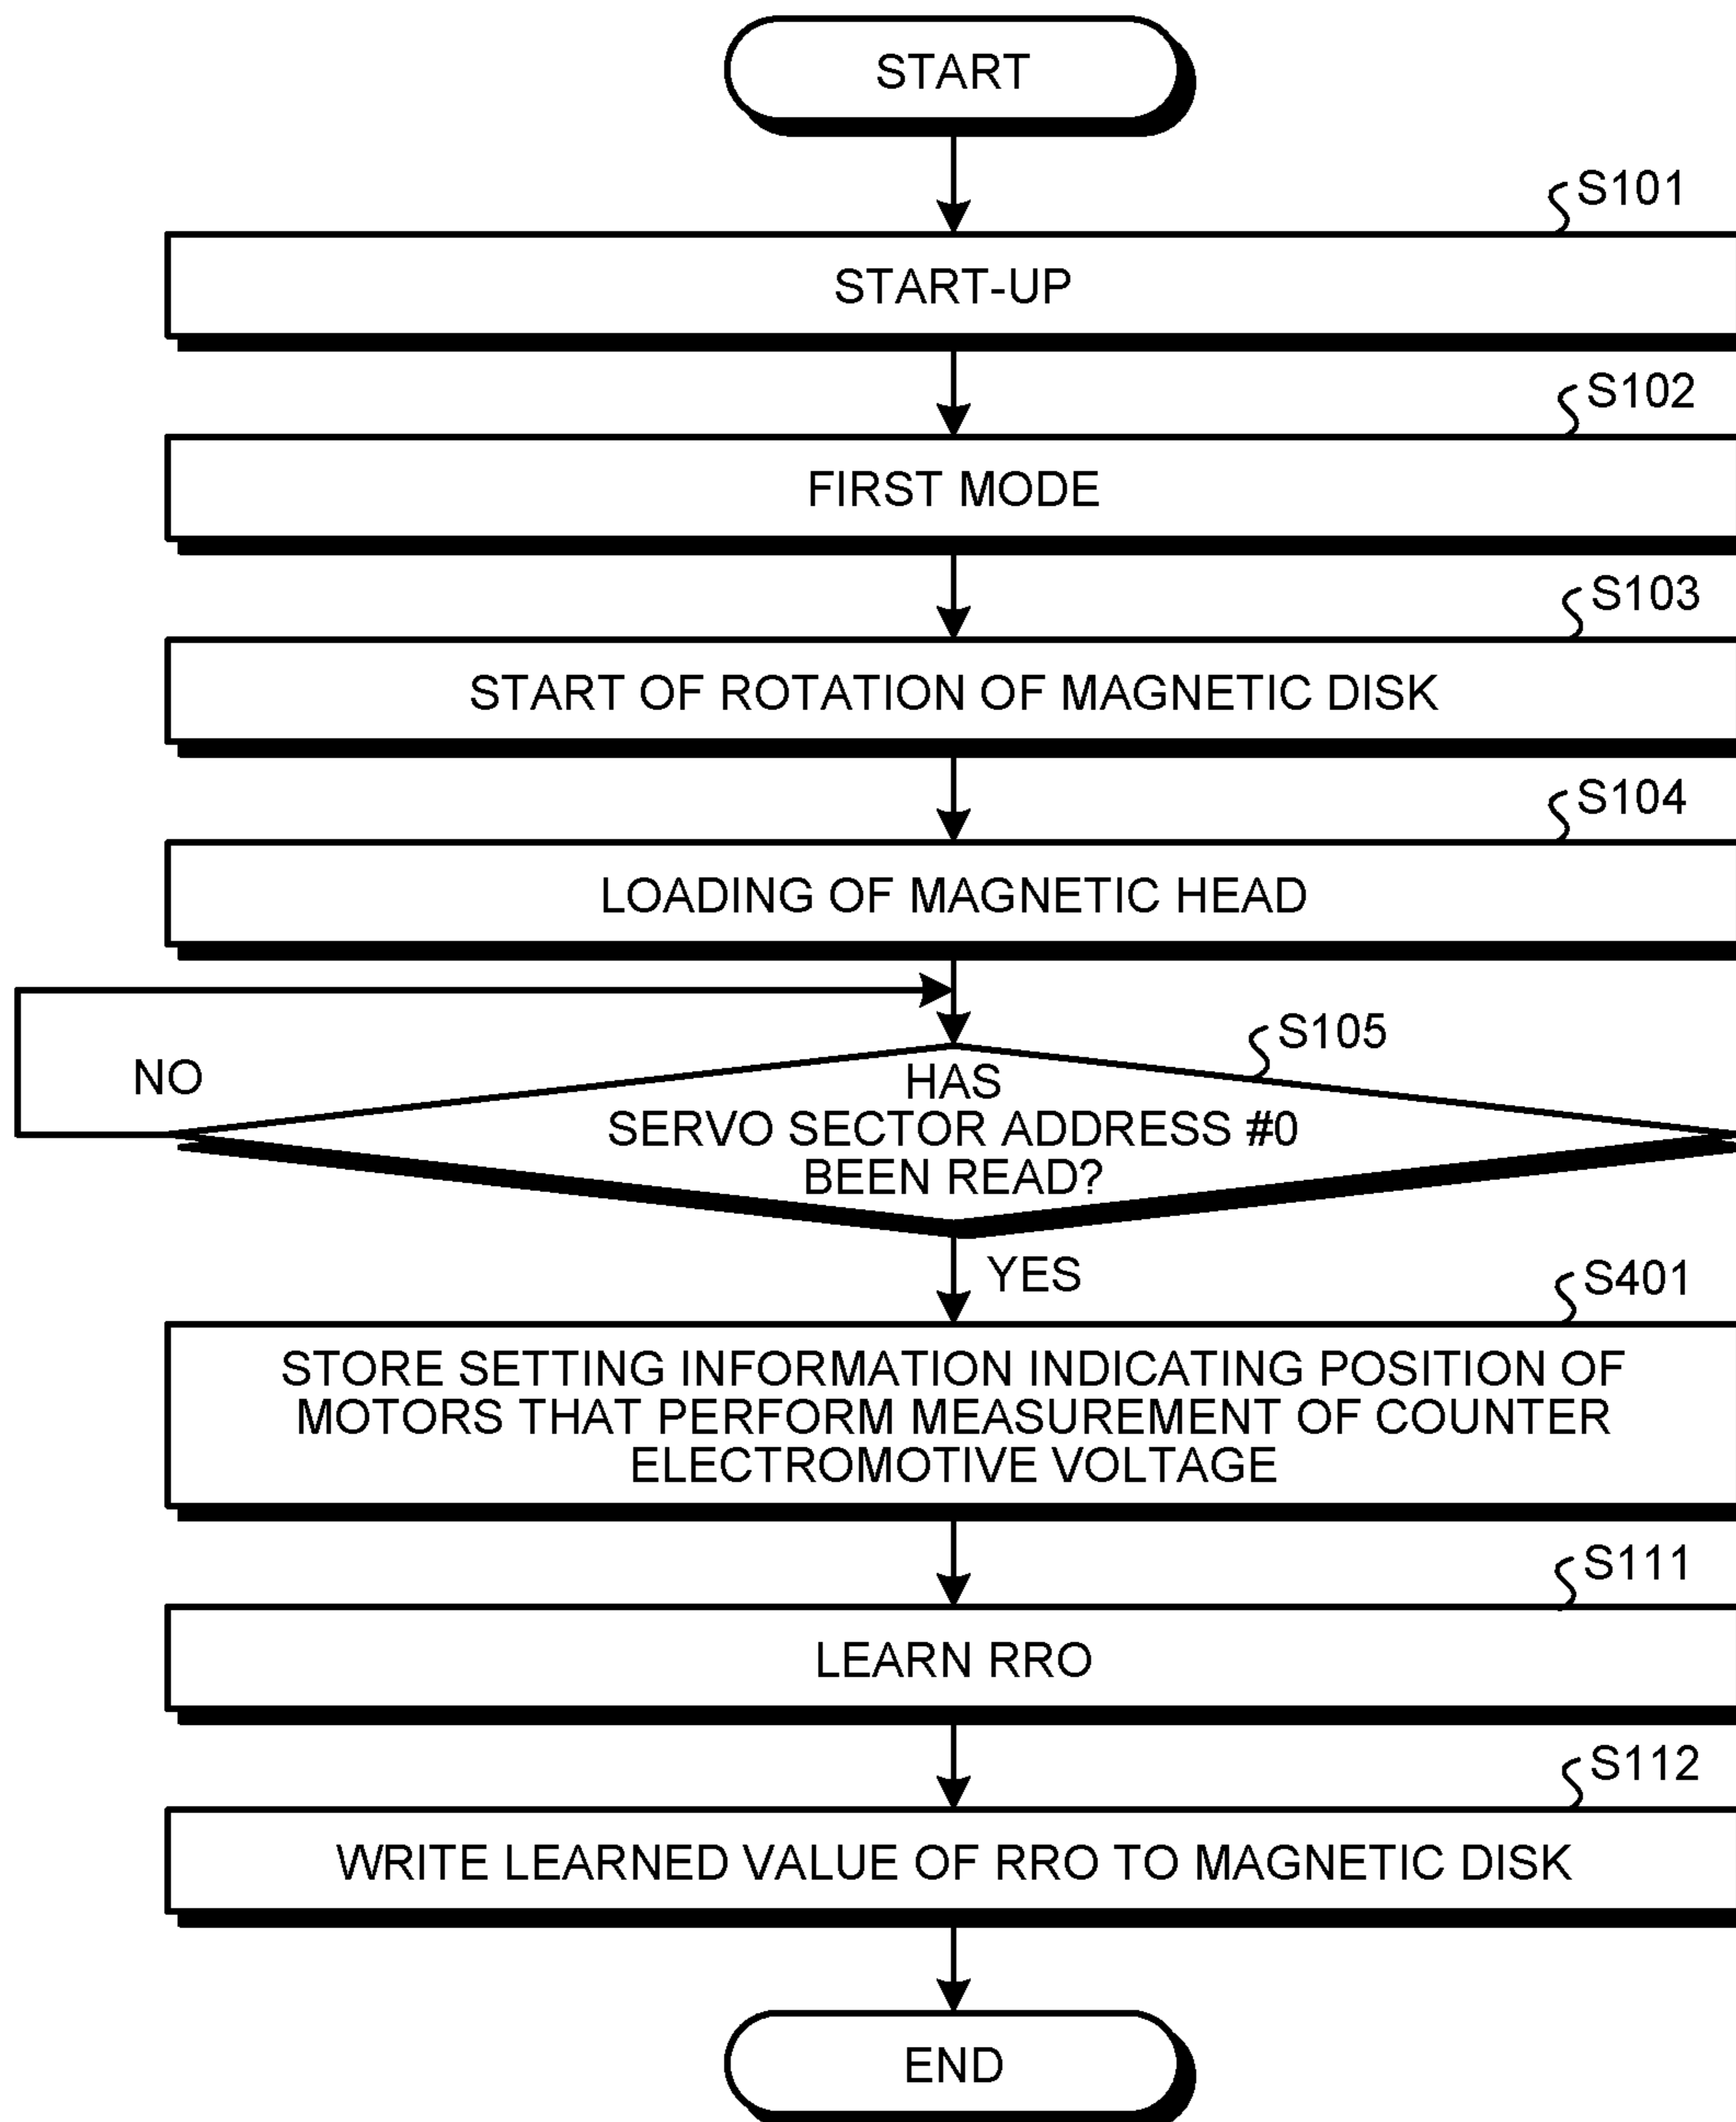 START
S101
START-UP
S102
FIRST MODE
S103
START OF ROTATION OF MAGNETIC DISK
S104
LOADING OF MAGNETIC HEAD
S105
NO
HAS
SERVO SECTOR ADDRESS #0
BEEN READ?
YES
S401
STORE SETTING INFORMATION INDICATING POSITION OF
MOTORS THAT PERFORM MEASUREMENT OF COUNTER
ELECTROMOTIVE VOLTAGE
S111
LEARN RRO
S112
WRITE LEARNED VALUE OF RRO TO MAGNETIC DISK
END